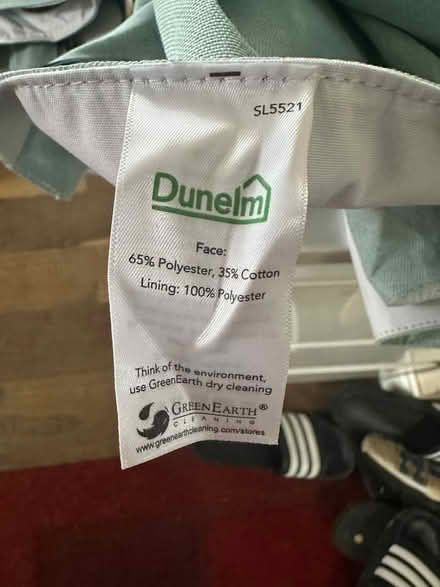 SL5521
Dunelm
Face:
65% Polyester, 35% Cotton
Lining: 100% Polyester
Think of the environment,
use GreenEarth dry cleaning
GREENEARTH®
CLEANING
www.greenearthcleaning.com/stores